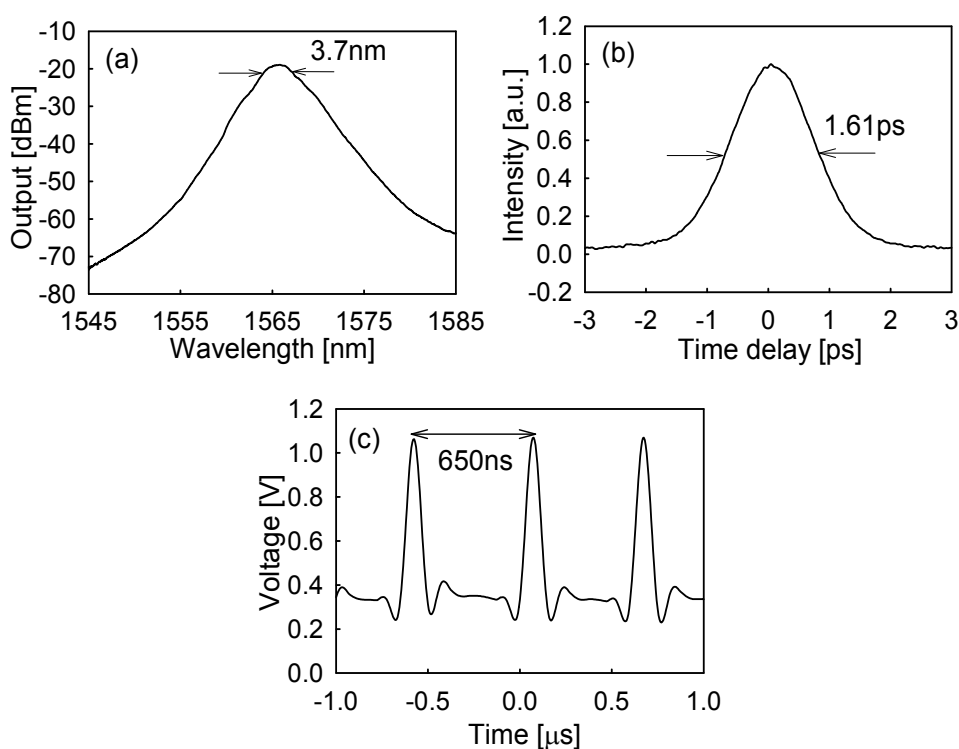 (a)
3.7nm
Output [dBm]
-10
-20
-30
-40
-50
-60
-70
-80
1545 1555 1565 1575 1585
Wavelength [nm]
(b)
1.61ps
Intensity [a.u.]
1.2
1.0
0.8
0.6
0.4
0.2
0.0
-0.2
-3 -2 -1 0 1 2 3
Time delay [ps]
(c)
650ns
Voltage [V]
1.2
1.0
0.8
0.6
0.4
0.2
0.0
-1.0 -0.5 0.0 0.5 1.0
Time [μs]